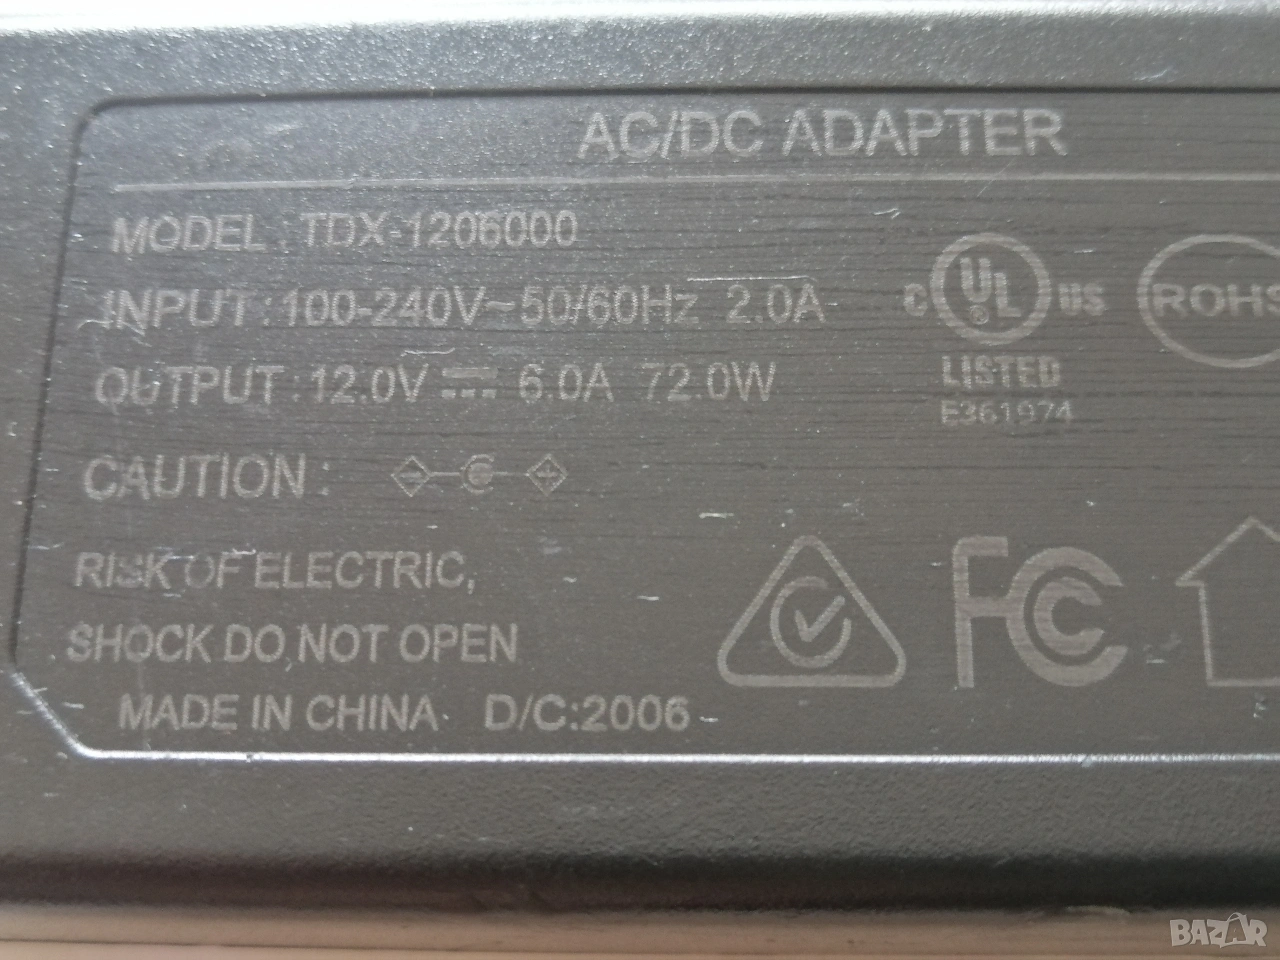 AC/DC ADAPTER
MODEL: TDX-1206000
INPUT: 100-240V~50/60Hz 2.0A
OUTPUT: 12.0V⎓ 6.0A 72.0W
CAUTION:
RISK OF ELECTRIC,
SHOCK DO NOT OPEN
MADE IN CHINA D/C:2006
C UL ® US
LISTED
E361974
ROHS
FC
BAZAR